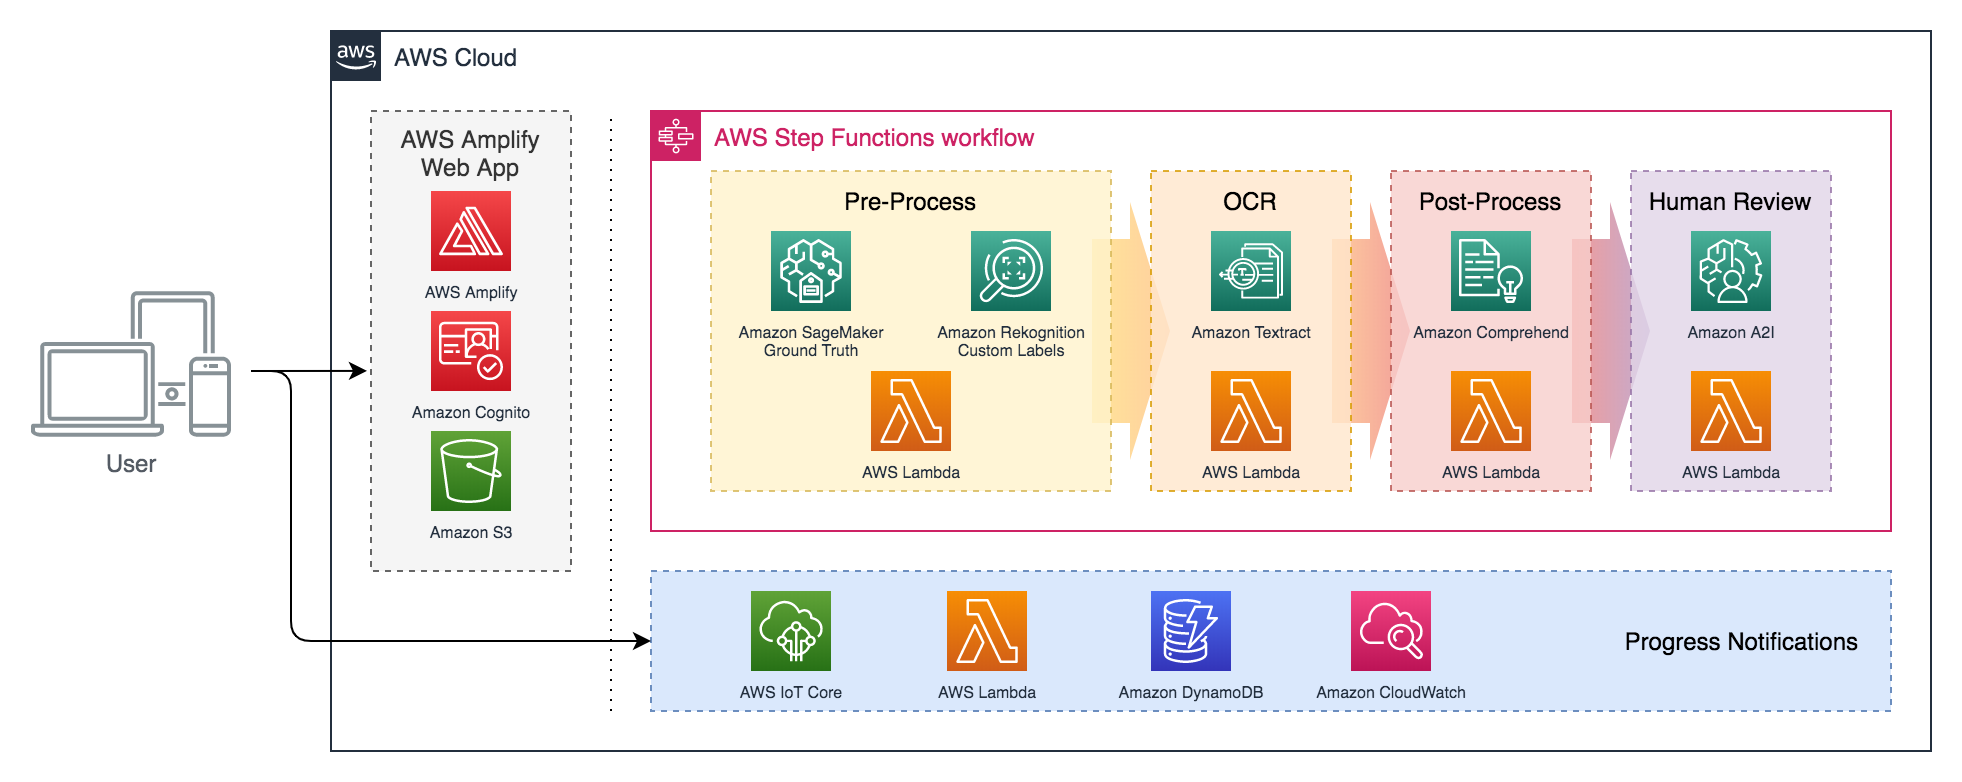 aws
AWS Cloud
AWS Amplify
Web App
AWS Amplify
Amazon Cognito
Amazon S3
User
AWS Step Functions workflow
Pre-Process
Amazon SageMaker
Ground Truth
Amazon Rekognition
Custom Labels
AWS Lambda
OCR
Amazon Textract
AWS Lambda
Post-Process
Amazon Comprehend
AWS Lambda
Human Review
Amazon A2I
AWS Lambda
AWS IoT Core
AWS Lambda
Amazon DynamoDB
Amazon CloudWatch
Progress Notifications